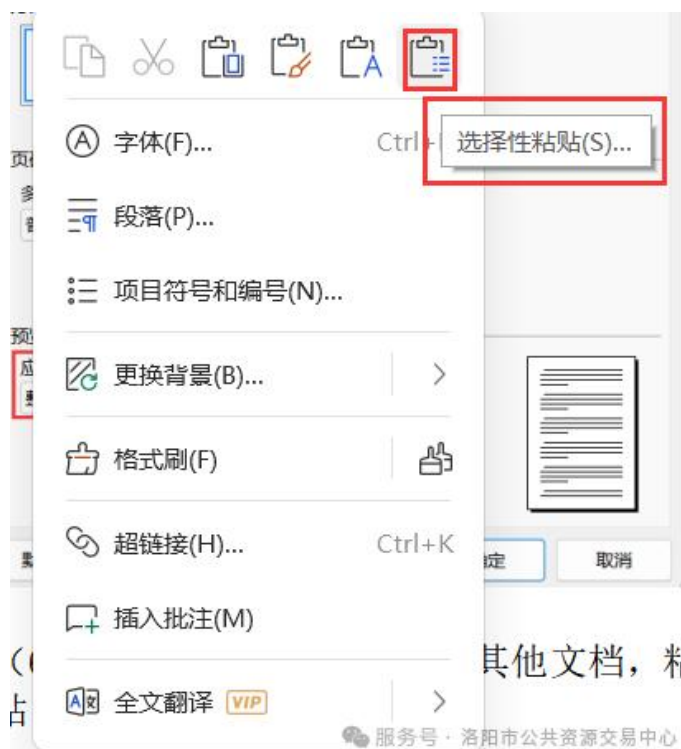 字体(F)...
Ctrl+
选择性粘贴(S)...
段落(P)...
项目符号和编号(N)...
更换背景(B)...
格式刷(F)
超链接(H)... Ctrl+K
定 取消
插入批注(M)
其他文档，粘
全文翻译 VIP
服务号 · 洛阳市公共资源交易中心